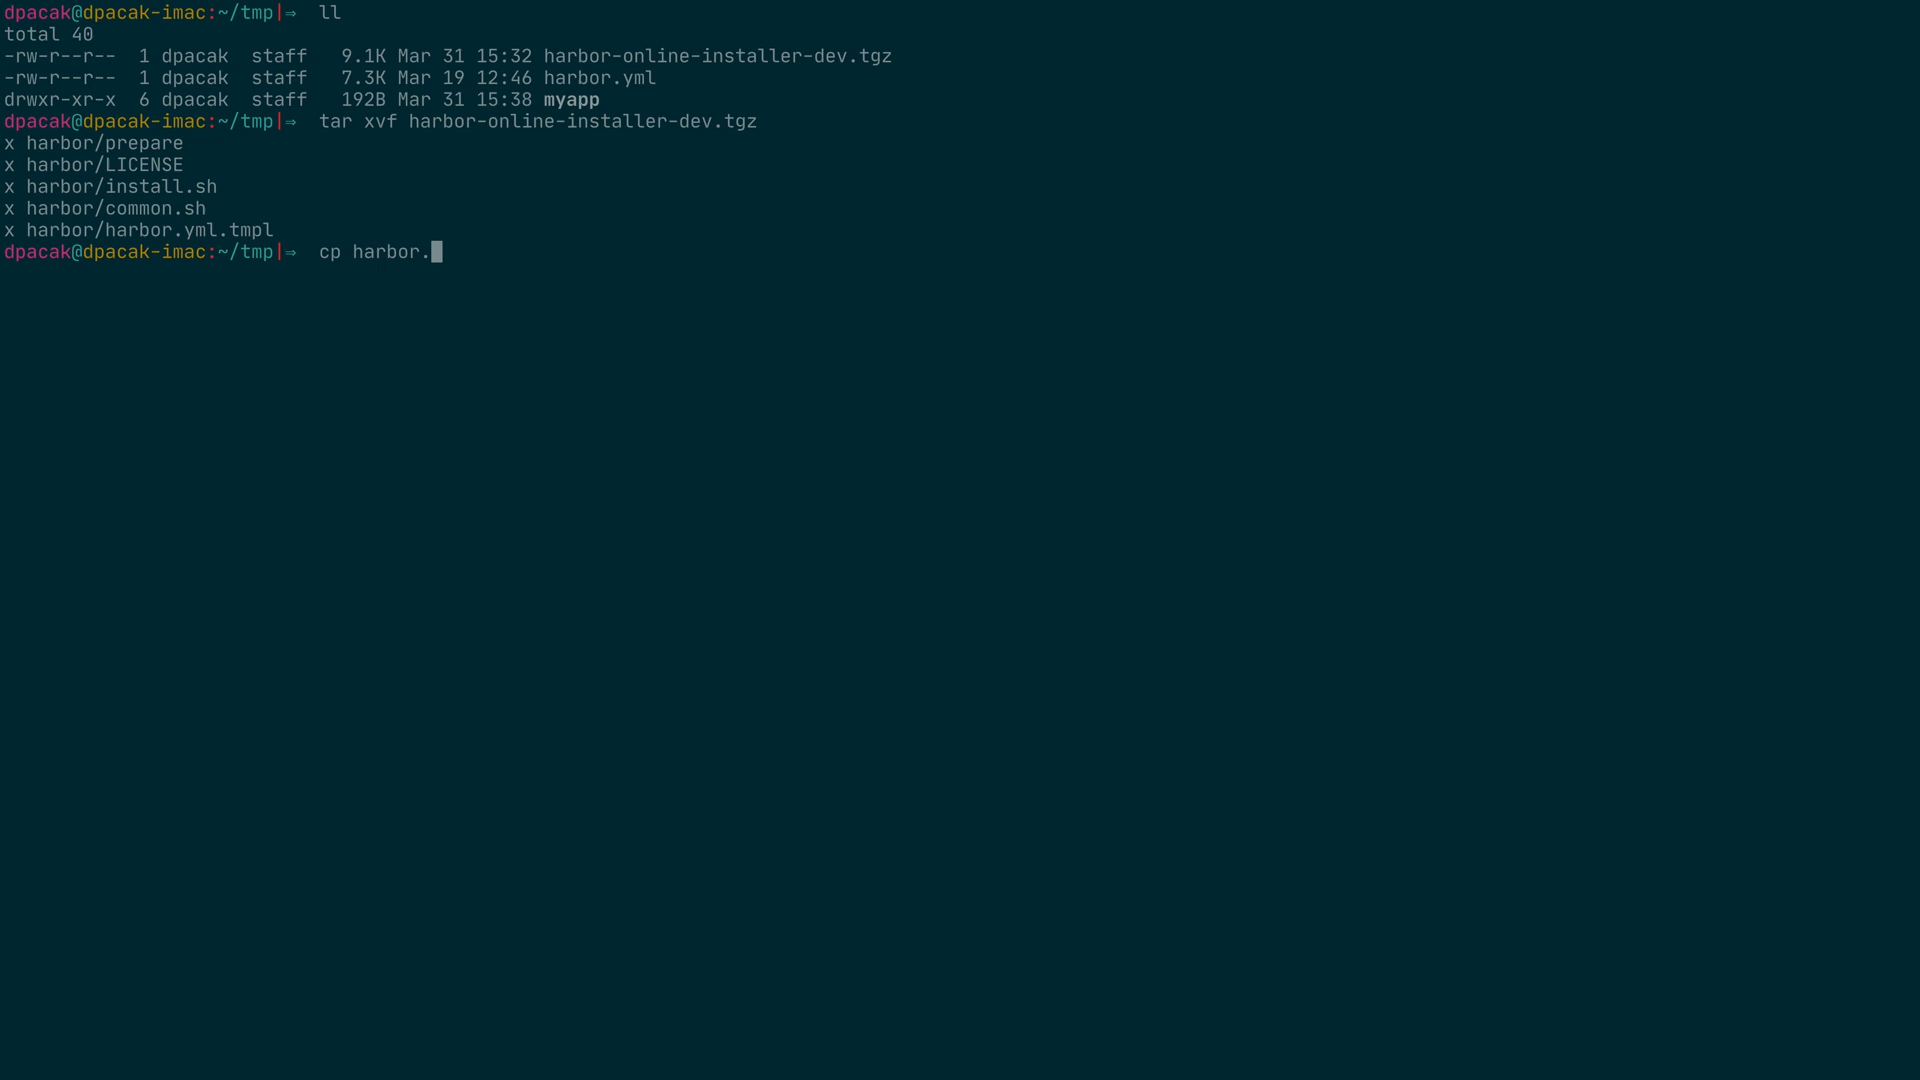 dpacak@dpacak-imac:~/tmp|⇒  ll
total 40
-rw-r--r--  1 dpacak  staff   9.1K Mar 31 15:32 harbor-online-installer-dev.tgz
-rw-r--r--  1 dpacak  staff   7.3K Mar 19 12:46 harbor.yml
drwxr-xr-x  6 dpacak  staff   192B Mar 31 15:38 myapp
dpacak@dpacak-imac:~/tmp|⇒  tar xvf harbor-online-installer-dev.tgz
x harbor/prepare
x harbor/LICENSE
x harbor/install.sh
x harbor/common.sh
x harbor/harbor.yml.tmpl
dpacak@dpacak-imac:~/tmp|⇒  cp harbor.